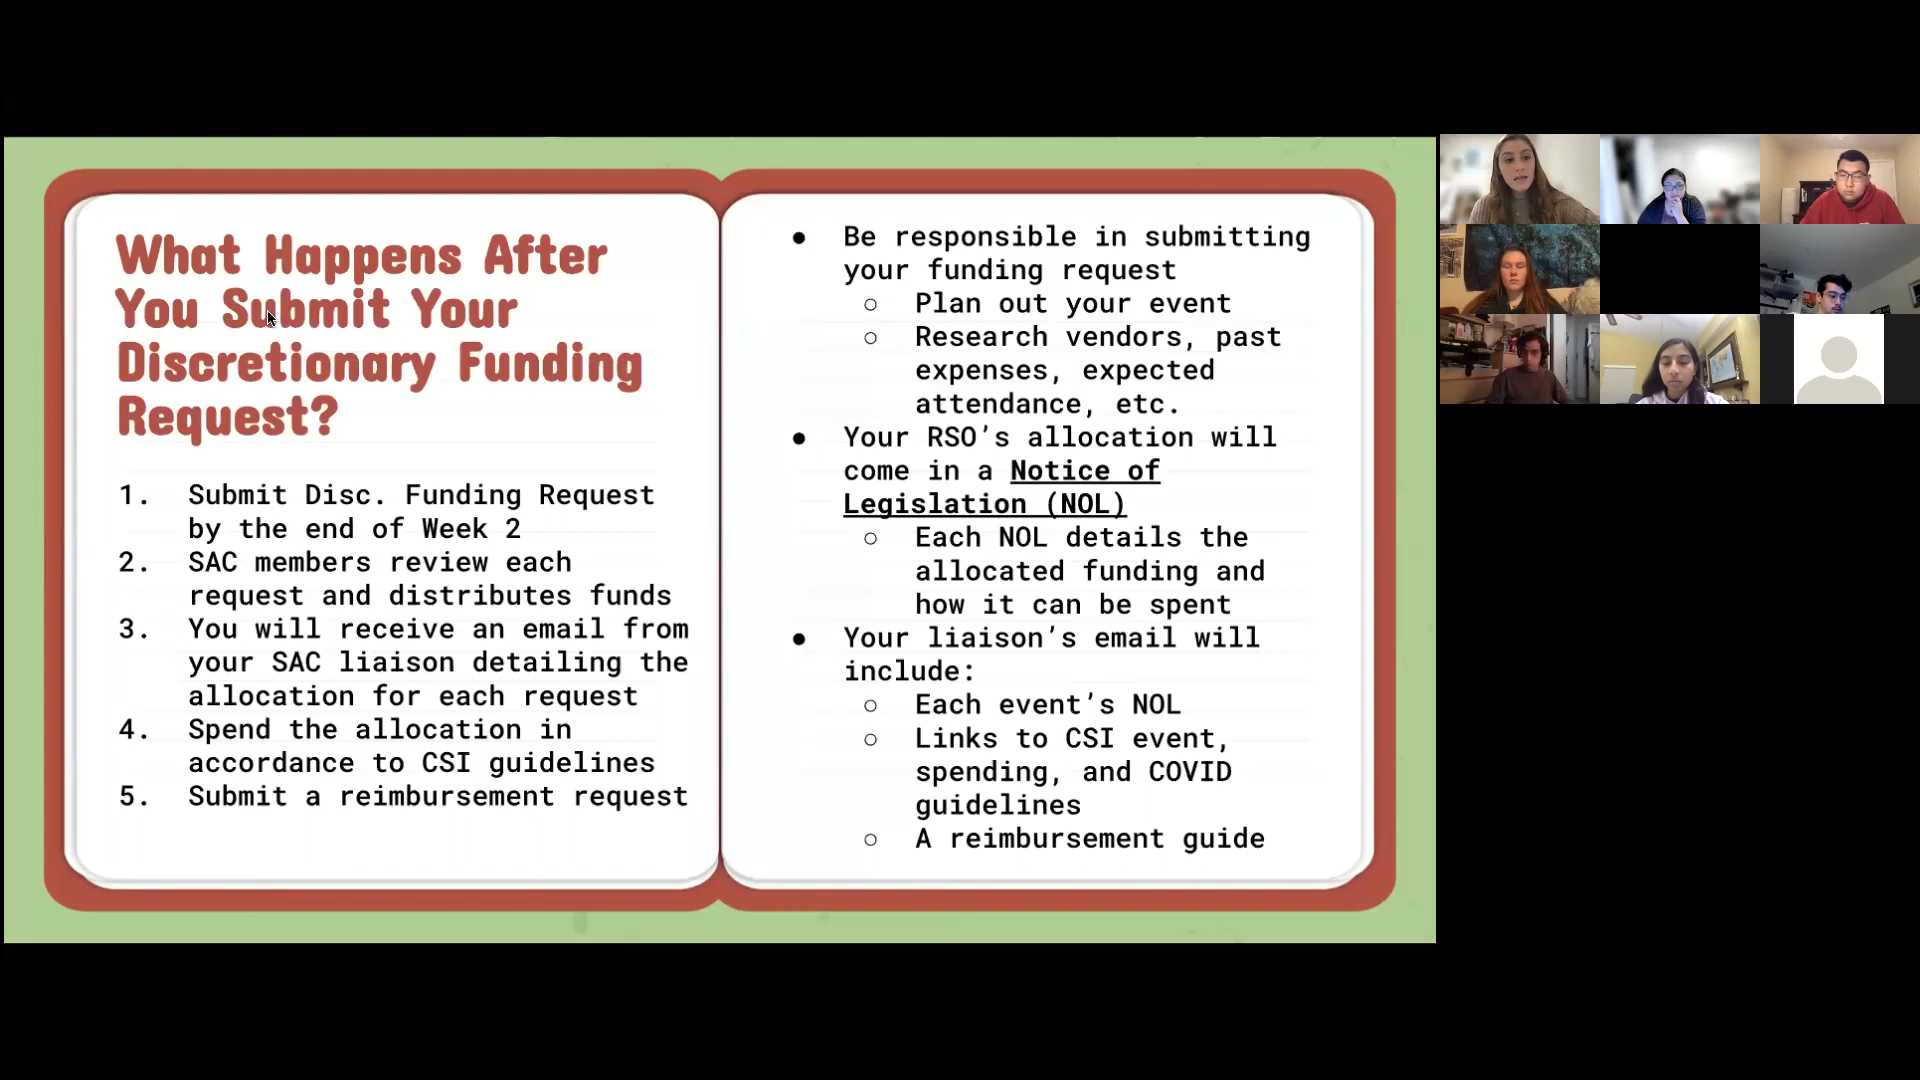 What Happens After
You Submit Your
Discretionary Funding
Request?
1. Submit Disc. Funding Request
by the end of Week 2
2. SAC members review each
request and distributes funds
3. You will receive an email from
your SAC liaison detailing the
allocation for each request
4. Spend the allocation in
accordance to CSI guidelines
5. Submit a reimbursement request
● Be responsible in submitting
your funding request
○ Plan out your event
○ Research vendors, past
expenses, expected
attendance, etc.
● Your RSO’s allocation will
come in a Notice of
Legislation (NOL)
○ Each NOL details the
allocated funding and
how it can be spent
● Your liaison’s email will
include:
○ Each event’s NOL
○ Links to CSI event,
spending, and COVID
guidelines
○ A reimbursement guide